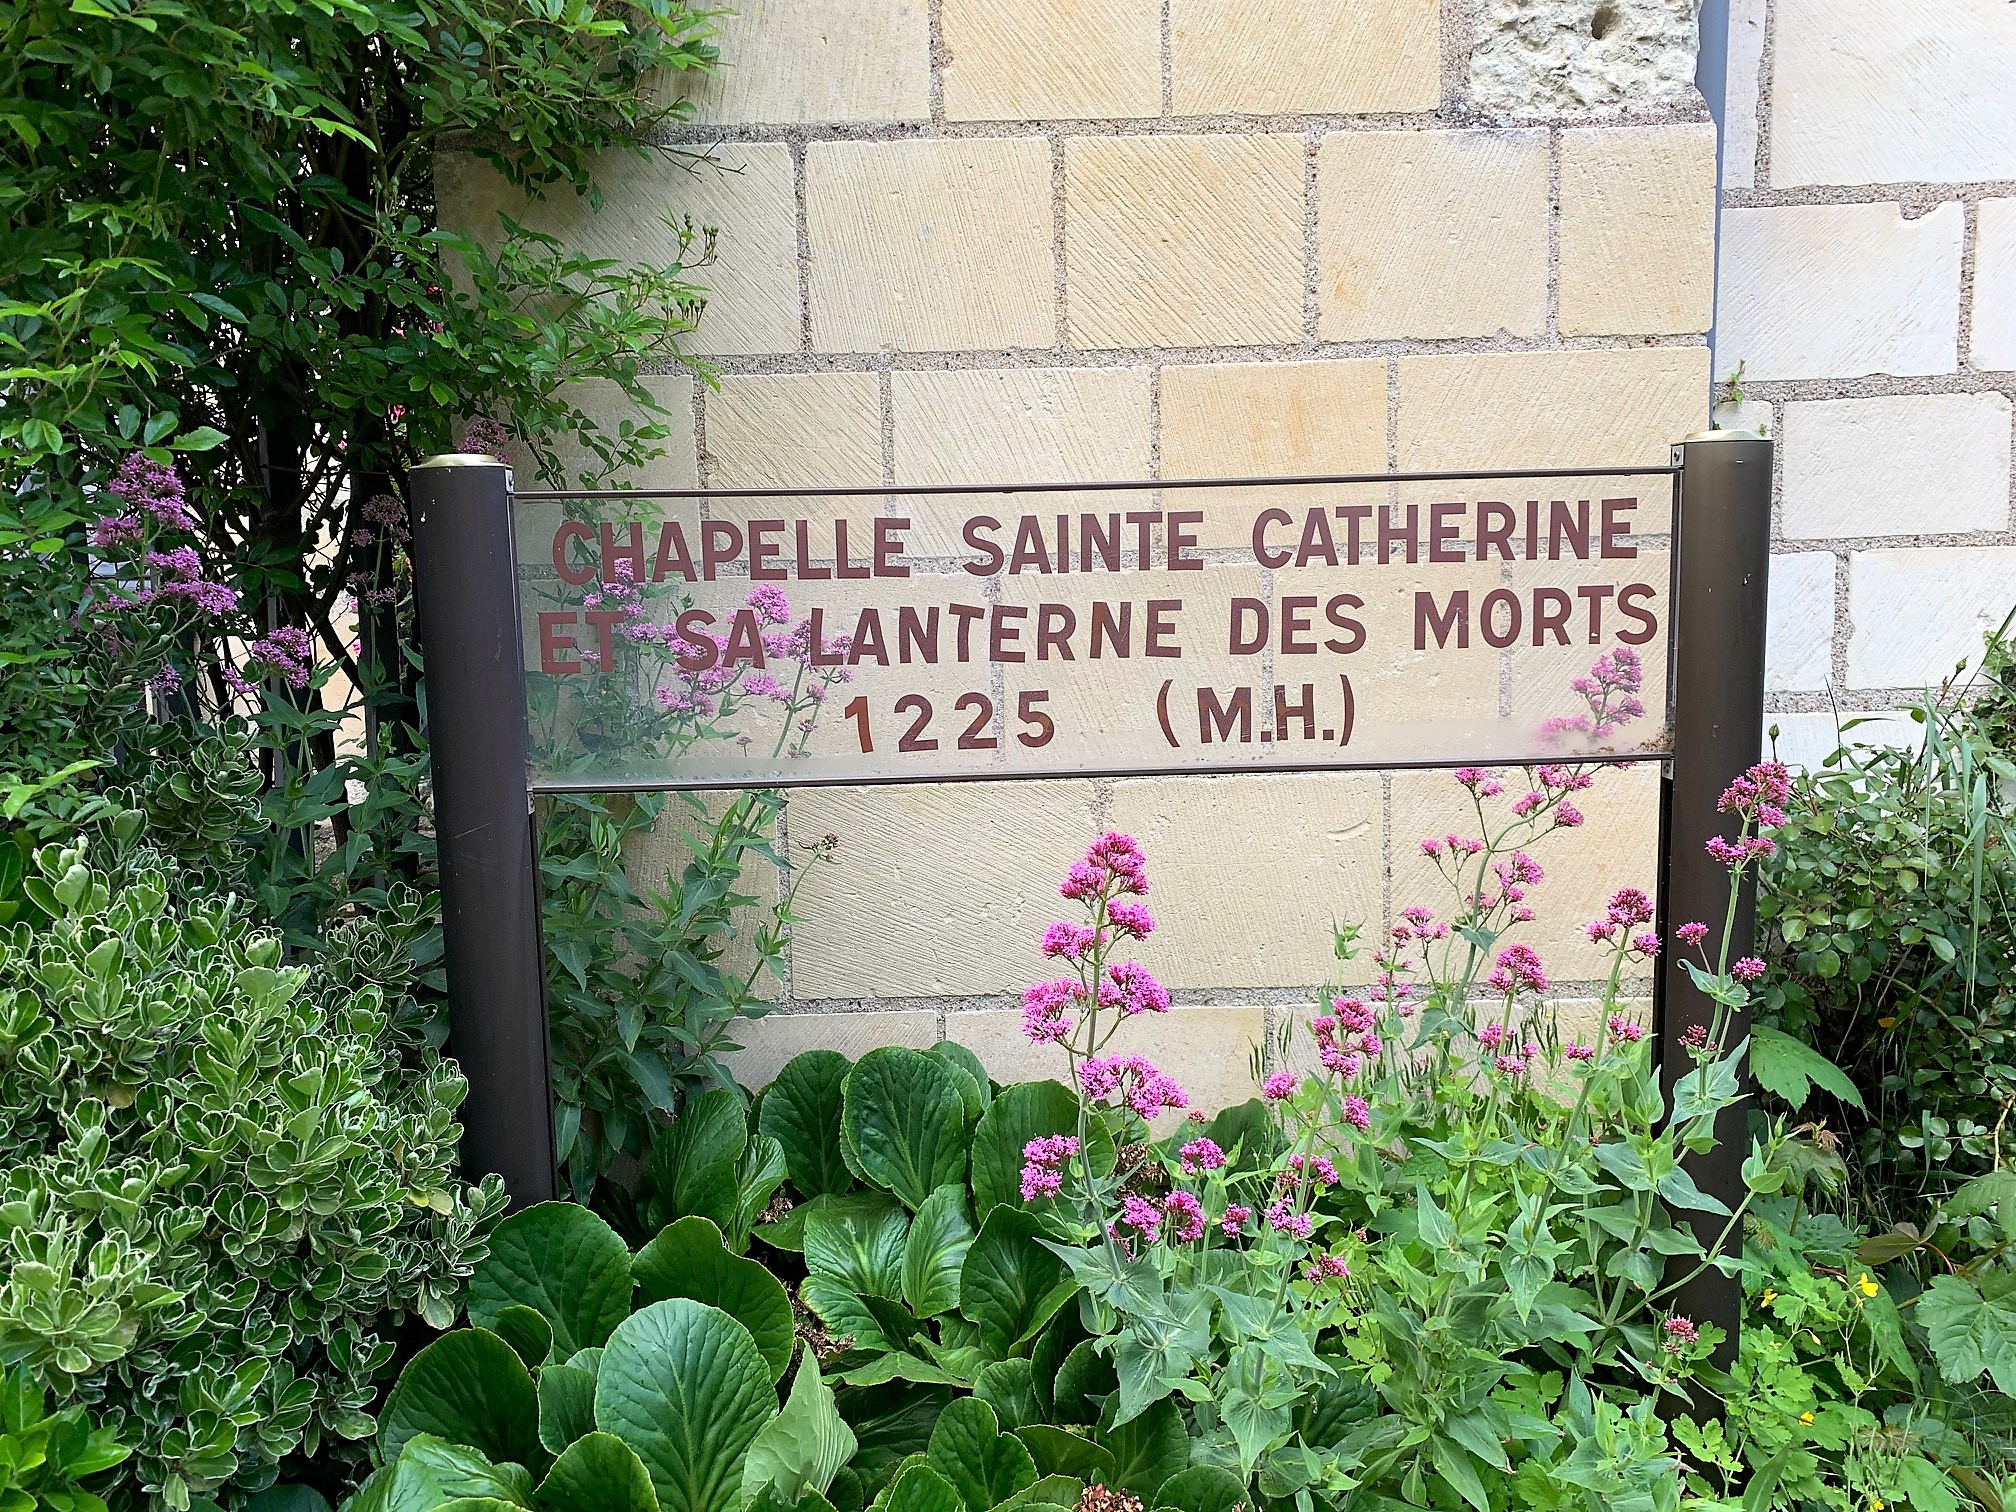 CHAPELLE SAINTE CATHERINE
ET SA LANTERNE DES MORTS
1225 (M.H.)